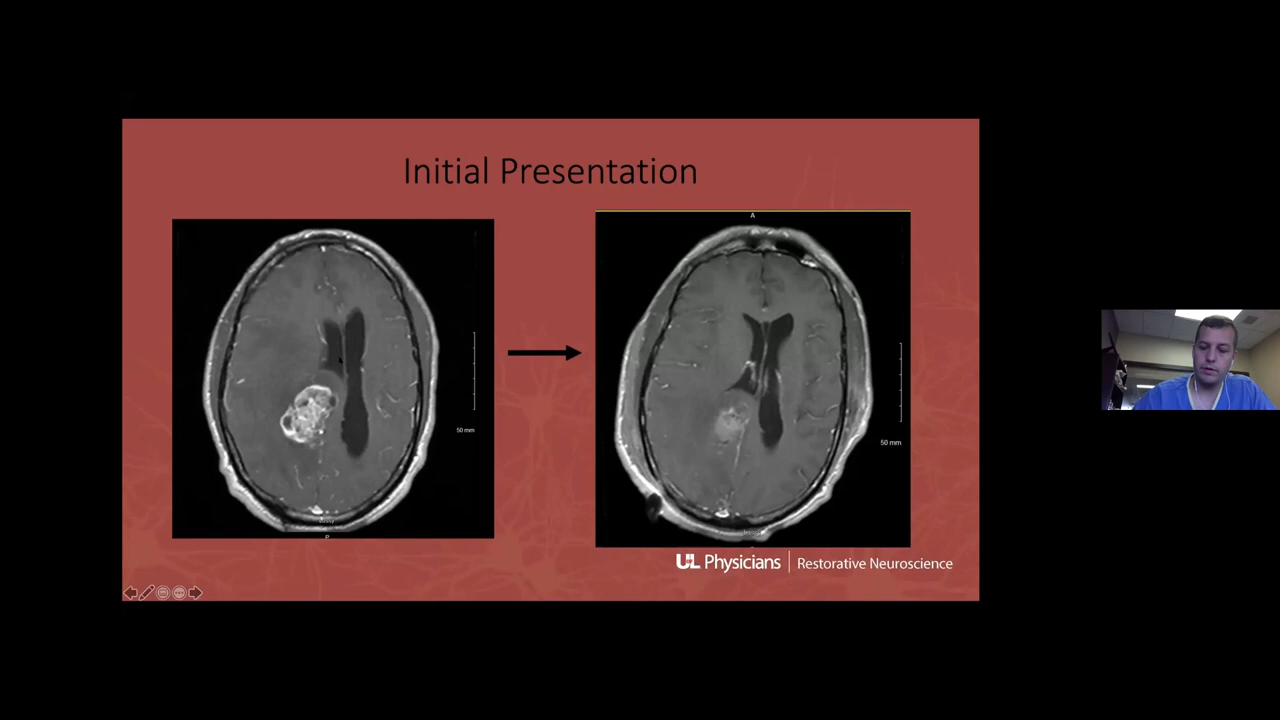 Initial Presentation
A
50 mm
50 mm
P
UL Physicians | Restorative Neuroscience